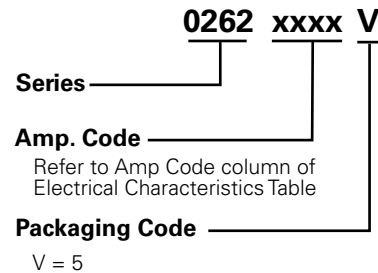 0262 xxxx V
Series
Amp. Code
Refer to Amp Code column of
Electrical Characteristics Table
Packaging Code
V = 5